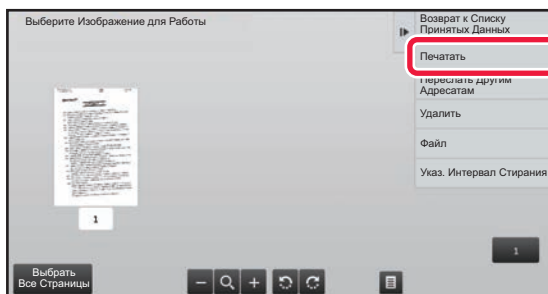 Выберите Изображение для Работы
Возврат к Списку
Принятых Данных
Печатать
Переслать Другим
Адресатам
Удалить
Файл
Указ. Интервал Стирания
1
1
Выбрать
Все Страницы